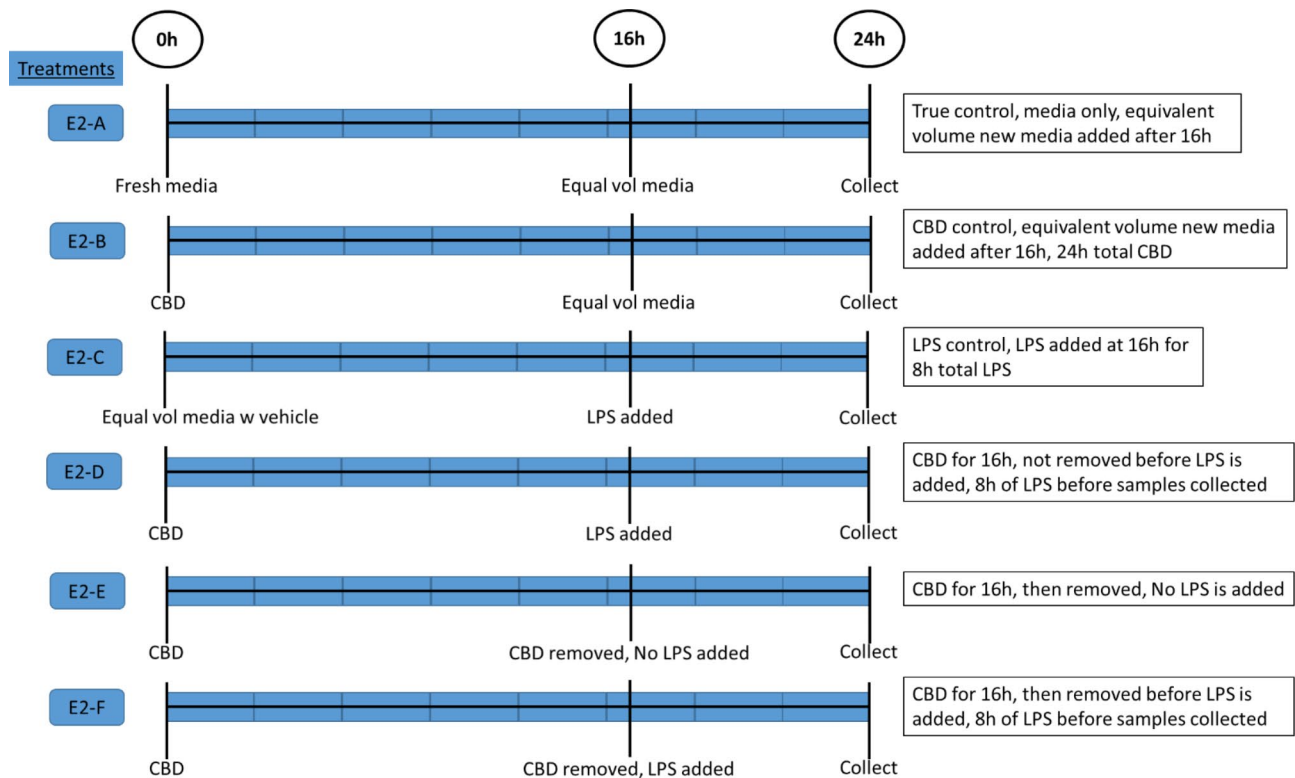 0h
16h
24h
Treatments
E2-A
True control, media only, equivalent
volume new media added after 16h
Fresh media
Equal vol media
Collect
E2-B
CBD control, equivalent volume new media
added after 16h, 24h total CBD
CBD
Equal vol media
Collect
E2-C
LPS control, LPS added at 16h for
8h total LPS
Equal vol media w vehicle
LPS added
Collect
E2-D
CBD for 16h, not removed before LPS is
added, 8h of LPS before samples collected
CBD
LPS added
Collect
E2-E
CBD for 16h, then removed, No LPS is added
CBD
CBD removed, No LPS added
Collect
E2-F
CBD for 16h, then removed before LPS is
added, 8h of LPS before samples collected
CBD
CBD removed, LPS added
Collect